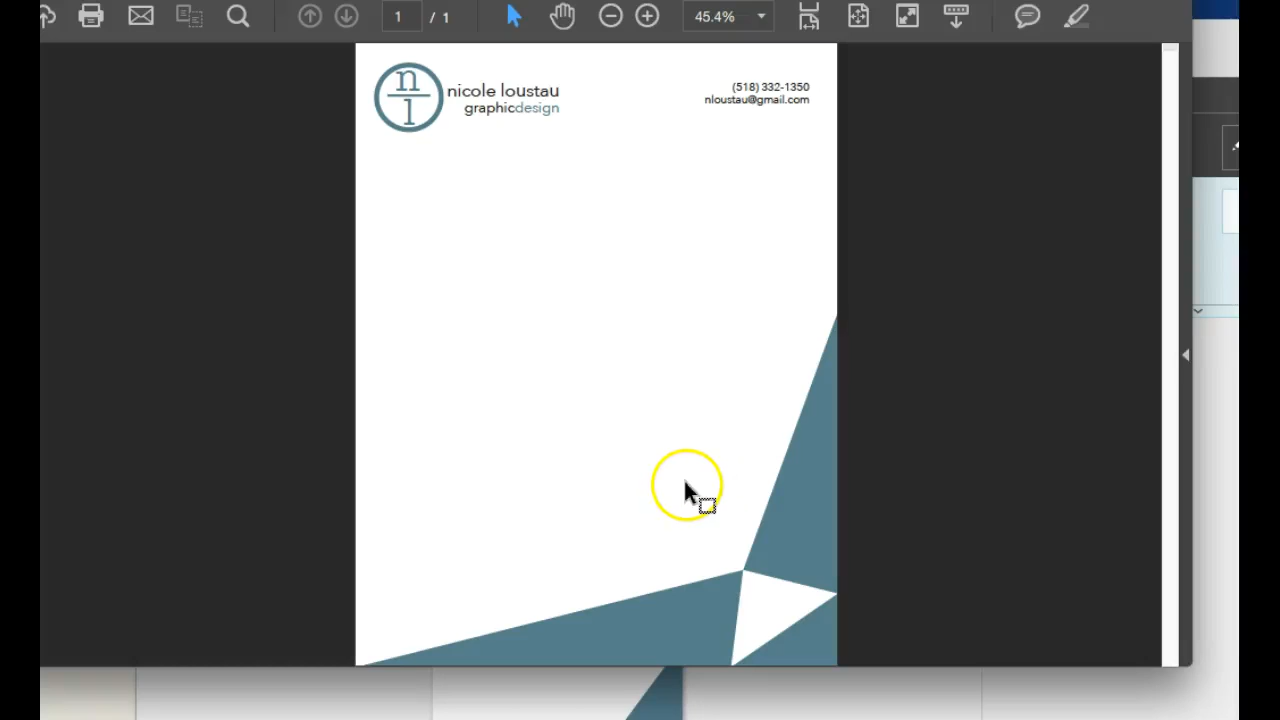 1 / 1
45.4%
n
l
nicole loustau
graphicdesign
(518) 332-1350
nloustau@gmail.com